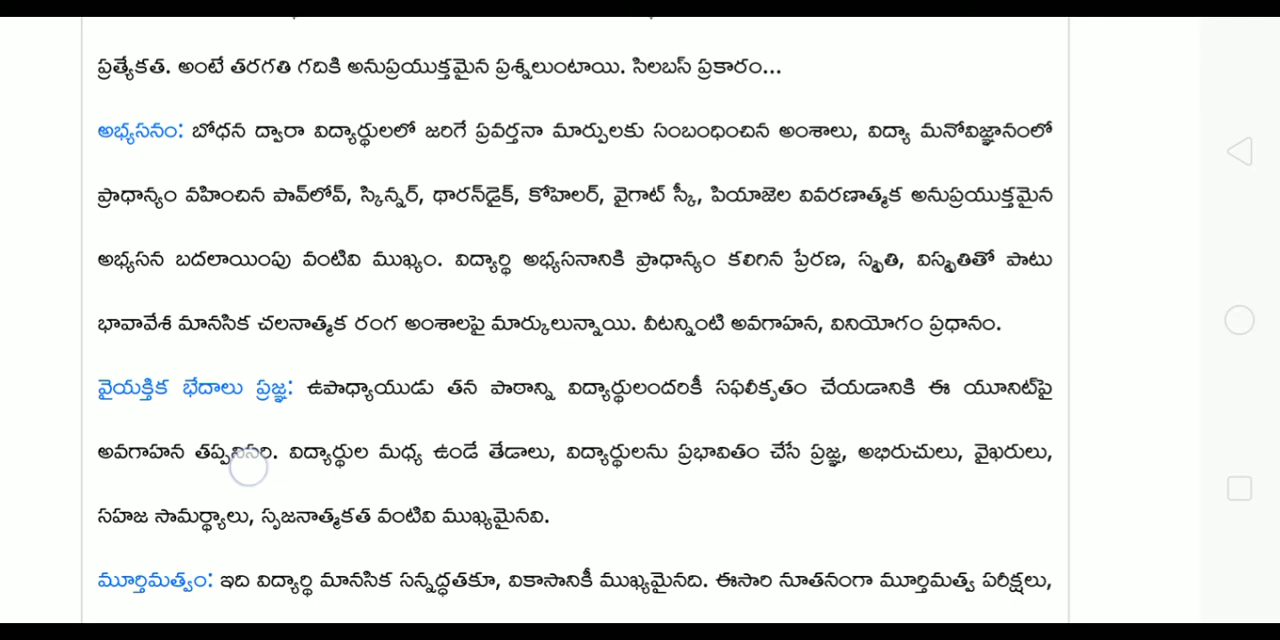 ప్రత్యేకత. అంటే తరగతి గదికి అనుప్రయుక్తమైన ప్రశ్నలుంటాయి. సిలబస్ ప్రకారం...
అభ్యసనం: బోధన ద్వారా విద్యార్థులలో జరిగే ప్రవర్తనా మార్పులకు సంబంధించిన అంశాలు, విద్యా మనోవిజ్ఞానంలో
ప్రాధాన్యం వహించిన పావ్‌లోవ్, స్కిన్నర్, థారన్‌డైక్, కోహెలర్, వైగాట్ స్కీ, పియాజెల వివరణాత్మక అనుప్రయుక్తమైన
అభ్యసన బదలాయింపు వంటివి ముఖ్యం. విద్యార్థి అభ్యసనానికి ప్రాధాన్యం కలిగిన ప్రేరణ, స్మృతి, విస్మృతితో పాటు
భావావేశ మానసిక చలనాత్మక రంగ అంశాలపై మార్కులున్నాయి. వీటన్నింటి అవగాహన, వినియోగం ప్రధానం.
వైయక్తిక భేదాలు ప్రజ్ఞ: ఉపాధ్యాయుడు తన పాఠాన్ని విద్యార్థులందరికీ సఫలీకృతం చేయడానికి ఈ యూనిట్‌పై
అవగాహన తప్పనిసరి. విద్యార్థుల మధ్య ఉండే తేడాలు, విద్యార్థులను ప్రభావితం చేసే ప్రజ్ఞ, అభిరుచులు, వైఖరులు,
సహజ సామర్థ్యాలు, సృజనాత్మకత వంటివి ముఖ్యమైనవి.
మూర్తిమత్వం: ఇది విద్యార్థి మానసిక సన్నద్ధతకూ, వికాసానికీ ముఖ్యమైనది. ఈసారి నూతనంగా మూర్తిమత్వ పరీక్షలు,